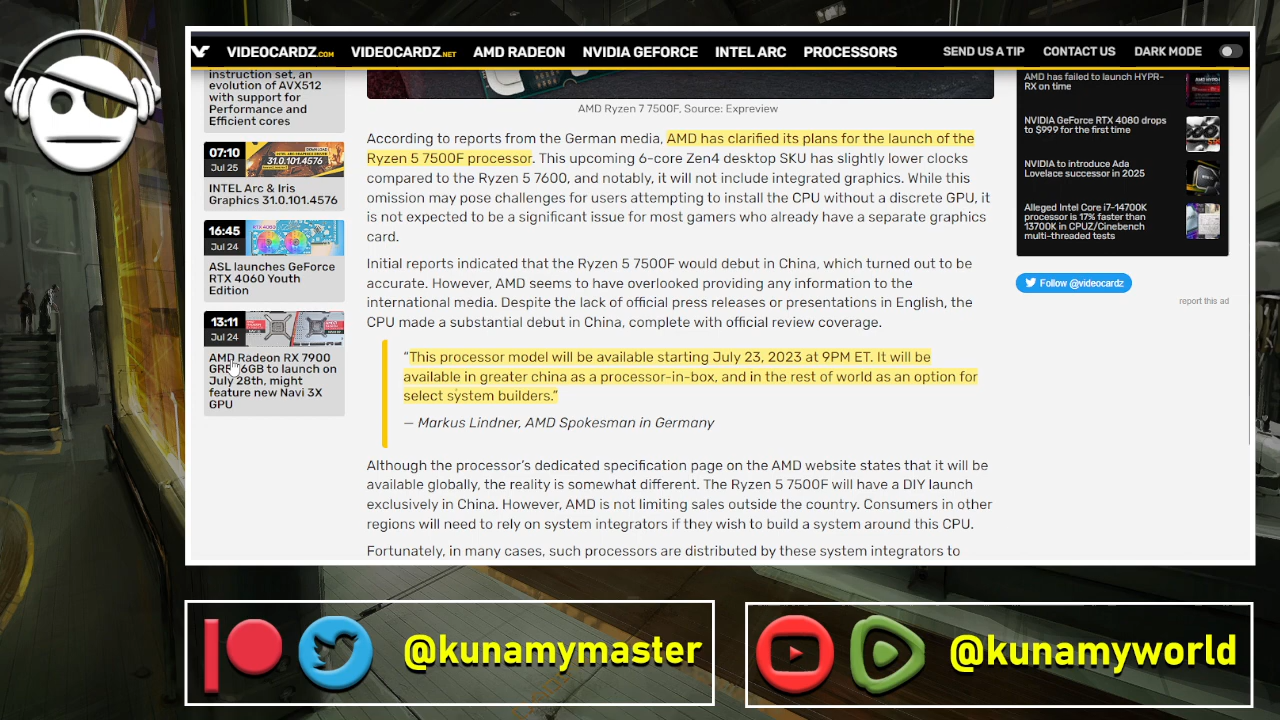 VIDEOCARDZ.COM VIDEOCARDZ.NET AMD RADEON NVIDIA GEFORCE INTEL ARC PROCESSORS SEND US A TIP CONTACT US DARK MODE
instruction set, an
evolution of AVX512
with support for
Performance and
Efficient cores
07:10
Jul 25
31.0.101.4576
INTEL Arc & Iris
Graphics 31.0.101.4576
16:45
Jul 24
RTX 4060
ASL launches GeForce
RTX 4060 Youth
Edition
13:11
Jul 24
AMD Radeon RX 7900
GRE 16GB to launch on
July 28th, might
feature new Navi 3X
GPU
AMD Ryzen 7 7500F, Source: Expreview
According to reports from the German media, AMD has clarified its plans for the launch of the
Ryzen 5 7500F processor. This upcoming 6-core Zen4 desktop SKU has slightly lower clocks
compared to the Ryzen 5 7600, and notably, it will not include integrated graphics. While this
omission may pose challenges for users attempting to install the CPU without a discrete GPU, it
is not expected to be a significant issue for most gamers who already have a separate graphics
card.
Initial reports indicated that the Ryzen 5 7500F would debut in China, which turned out to be
accurate. However, AMD seems to have overlooked providing any information to the
international media. Despite the lack of official press releases or presentations in English, the
CPU made a substantial debut in China, complete with official review coverage.
“This processor model will be available starting July 23, 2023 at 9PM ET. It will be
available in greater china as a processor-in-box, and in the rest of world as an option for
select system builders.”
— Markus Lindner, AMD Spokesman in Germany
Although the processor’s dedicated specification page on the AMD website states that it will be
available globally, the reality is somewhat different. The Ryzen 5 7500F will have a DIY launch
exclusively in China. However, AMD is not limiting sales outside the country. Consumers in other
regions will need to rely on system integrators if they wish to build a system around this CPU.
Fortunately, in many cases, such processors are distributed by these system integrators to
AMD has failed to launch HYPR-
RX on time
NVIDIA GeForce RTX 4080 drops
to $999 for the first time
NVIDIA to introduce Ada
Lovelace successor in 2025
Alleged Intel Core i7-14700K
processor is 17% faster than
13700K in CPUZ/Cinebench
multi-threaded tests
Follow @videocardz
report this ad
@kunamymaster
@kunamyworld